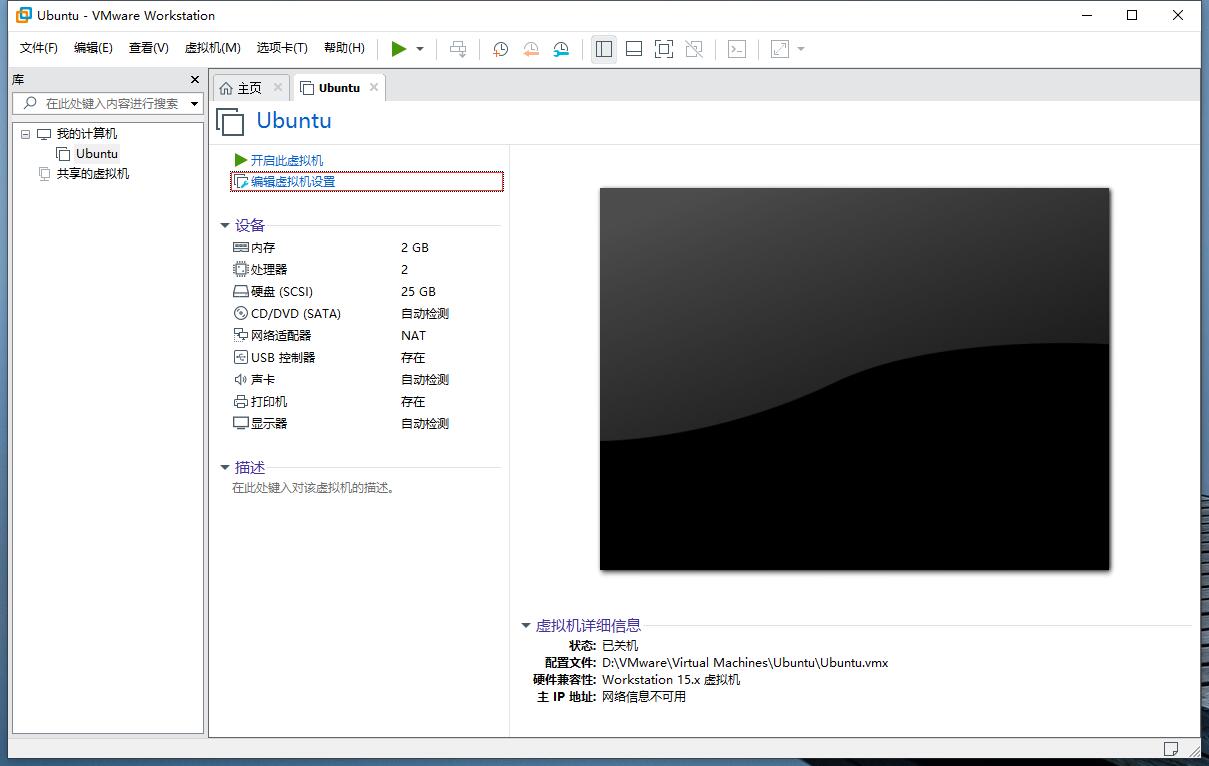 Ubuntu - VMware Workstation
文件(F) 编辑(E) 查看(V) 虚拟机(M) 选项卡(T) 帮助(H)
库
在此处键入内容进行搜索
我的计算机
Ubuntu
共享的虚拟机
主页 Ubuntu
Ubuntu
开启此虚拟机
编辑虚拟机设置
设备
内存 2 GB
处理器 2
硬盘 (SCSI) 25 GB
CD/DVD (SATA) 自动检测
网络适配器 NAT
USB 控制器 存在
声卡 自动检测
打印机 存在
显示器 自动检测
描述
在此处键入对该虚拟机的描述。
虚拟机详细信息
状态: 已关机
配置文件: D:\VMware\Virtual Machines\Ubuntu\Ubuntu.vmx
硬件兼容性: Workstation 15.x 虚拟机
主 IP 地址: 网络信息不可用